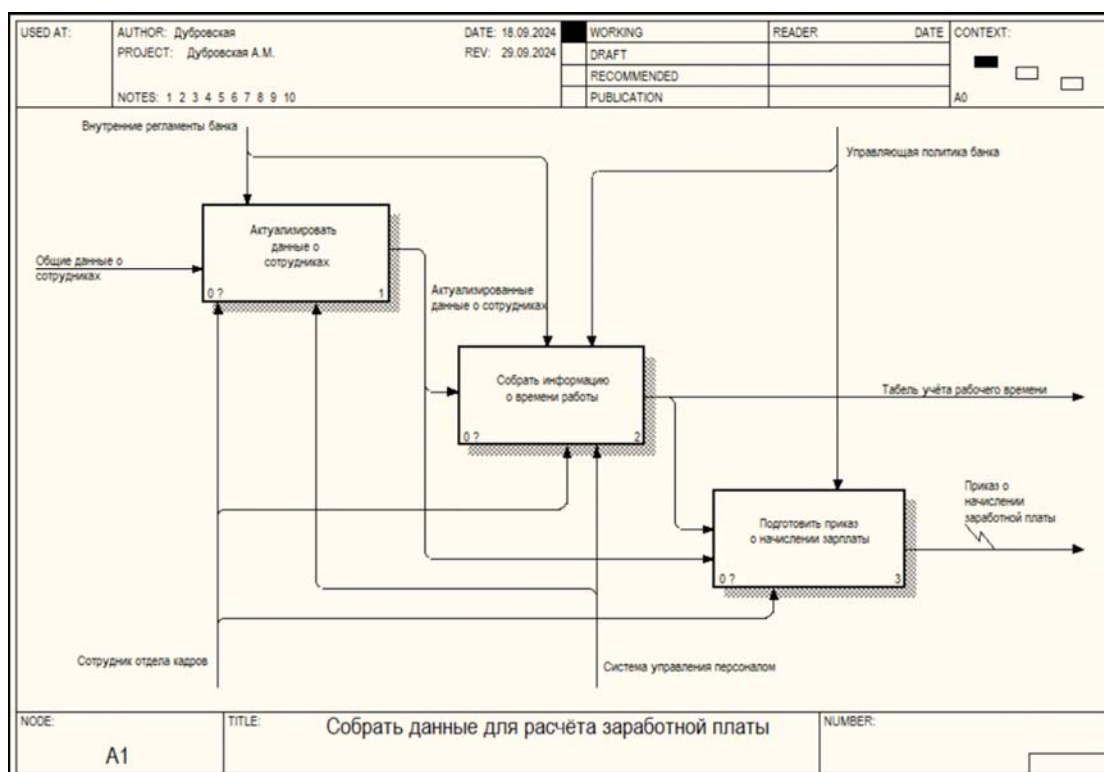 USED AT:
AUTHOR: Дубровская
DATE: 18.09.2024
WORKING
READER
DATE
CONTEXT:
PROJECT: Дубровская А.М.
REV: 29.09.2024
DRAFT
RECOMMENDED
NOTES: 1 2 3 4 5 6 7 8 9 10
PUBLICATION
A0
Внутренние регламенты банка
Управляющая политика банка
Актуализировать
данные о
сотрудниках
0 ?
1
Общие данные о
сотрудниках
Актуализированные
данные о сотрудниках
Собрать информацию
о времени работы
0 ?
2
Табель учёта рабочего времени
Приказ о
начислении
заработной платы
Подготовить приказ
о начислении зарплаты
0 ?
3
Сотрудник отдела кадров
Система управления персоналом
NODE:
A1
TITLE:
Собрать данные для расчёта заработной платы
NUMBER: